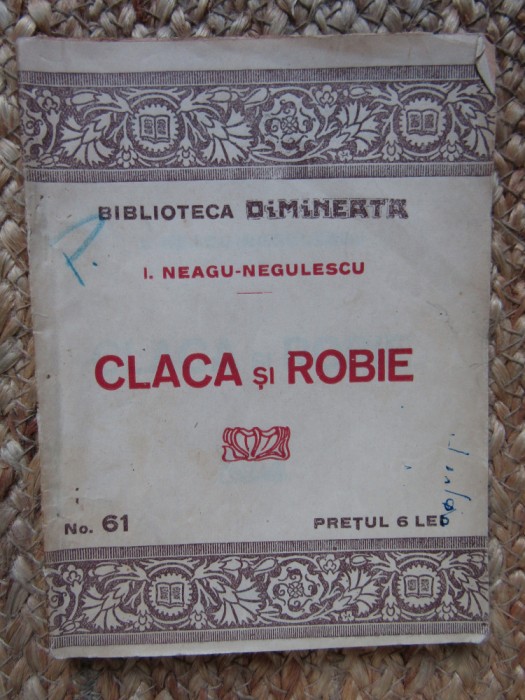 BIBLIOTECA DiMiNEAȚA
I. NEAGU-NEGULESCU
CLACA ȘI ROBIE
No. 61
PREȚUL 6 LEI